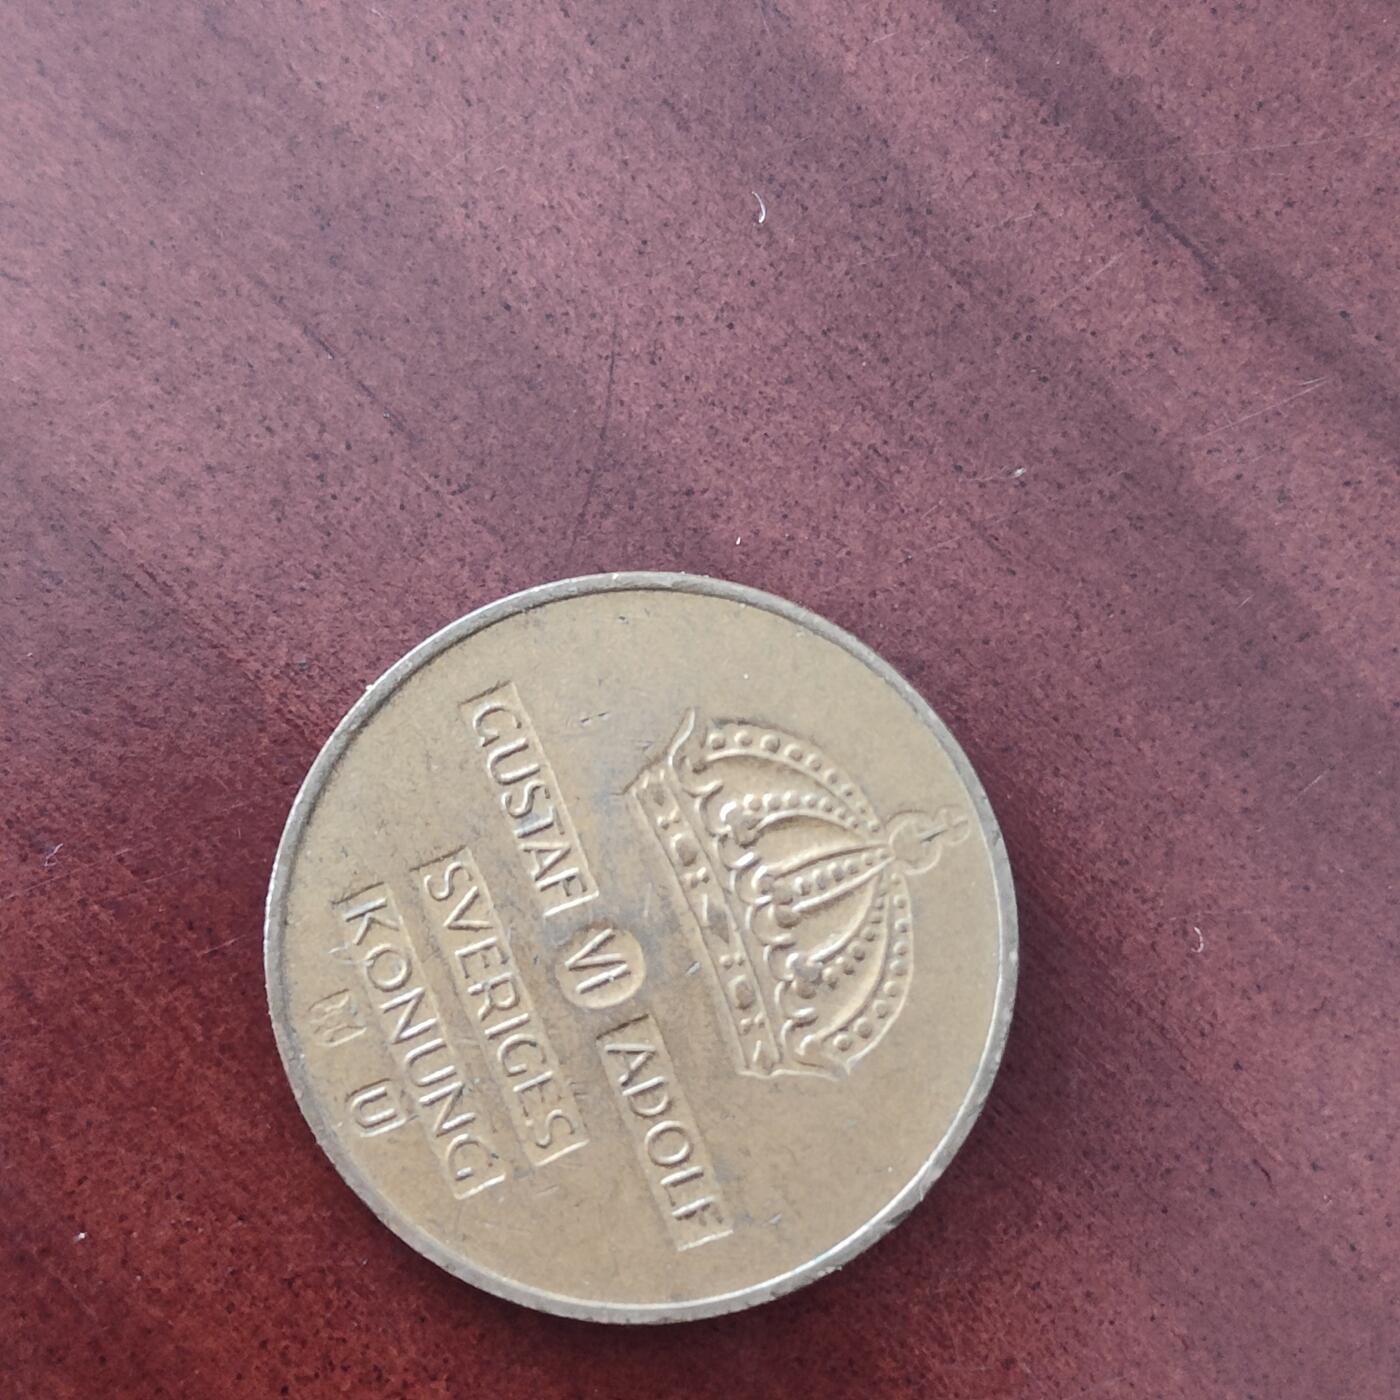 GUSTAF VI ADOLF
SVERIGES
KONUNG
U